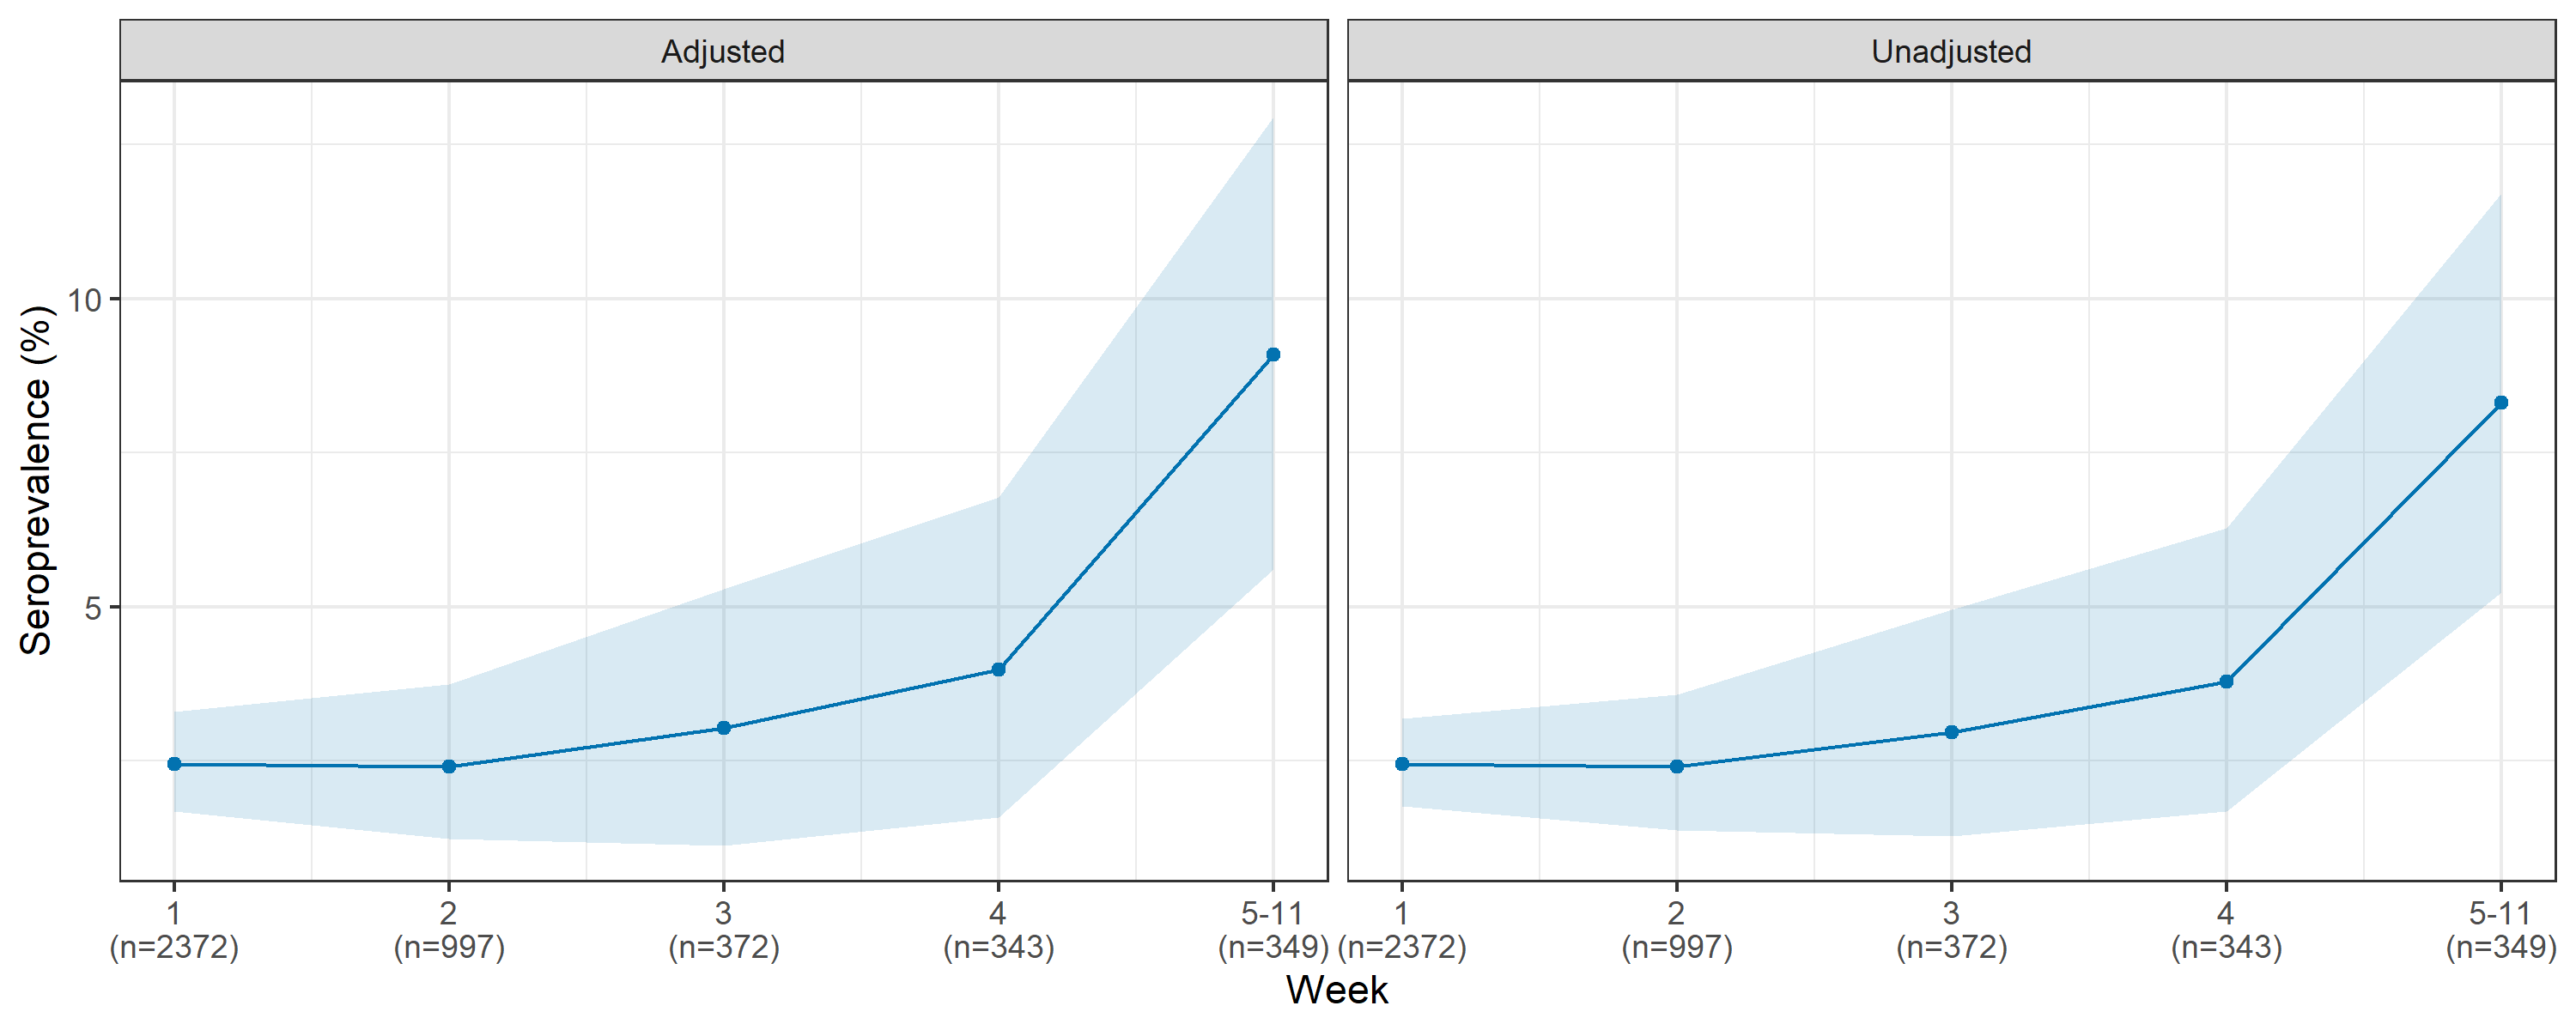 Adjusted
Unadjusted
Seroprevalence (%)
10
5
1 2 3 4 5-11 1 2 3 4 5-11
(n=2372) (n=997) (n=372) (n=343) (n=349) (n=2372) (n=997) (n=372) (n=343) (n=349)
Week